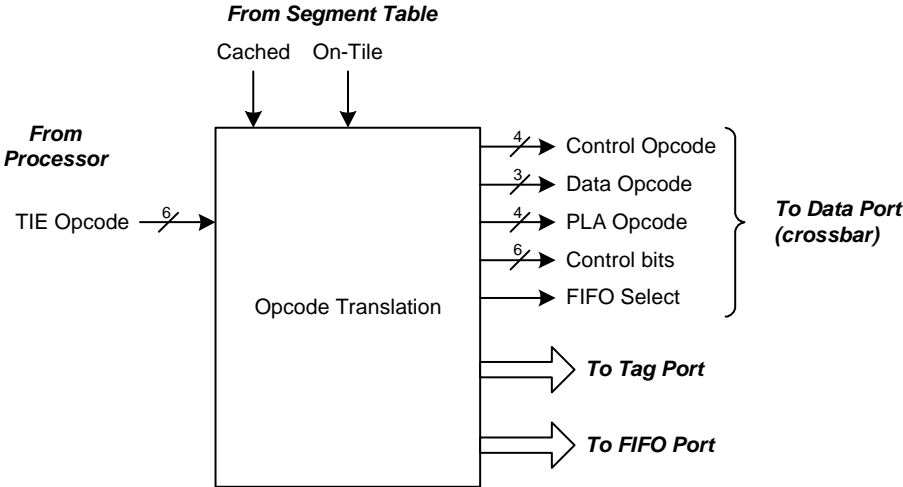 From Segment Table
Cached On-Tile
From
Processor
TIE Opcode 6
Opcode Translation
4 Control Opcode
3 Data Opcode
4 PLA Opcode
6 Control bits
FIFO Select
To Data Port
(crossbar)
To Tag Port
To FIFO Port